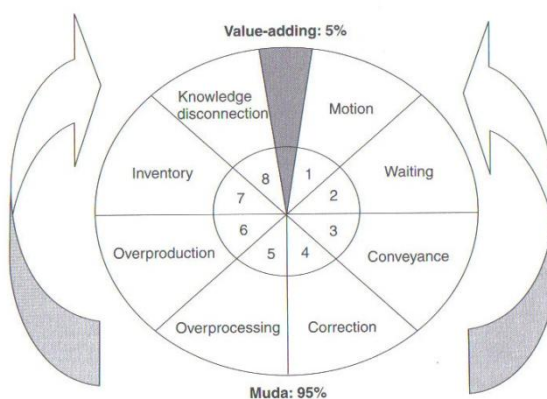 Value-adding: 5%
Knowledge
disconnection
Motion
Inventory
Waiting
8
1
7
2
6
3
5
4
Overproduction
Conveyance
Overprocessing
Correction
Muda: 95%